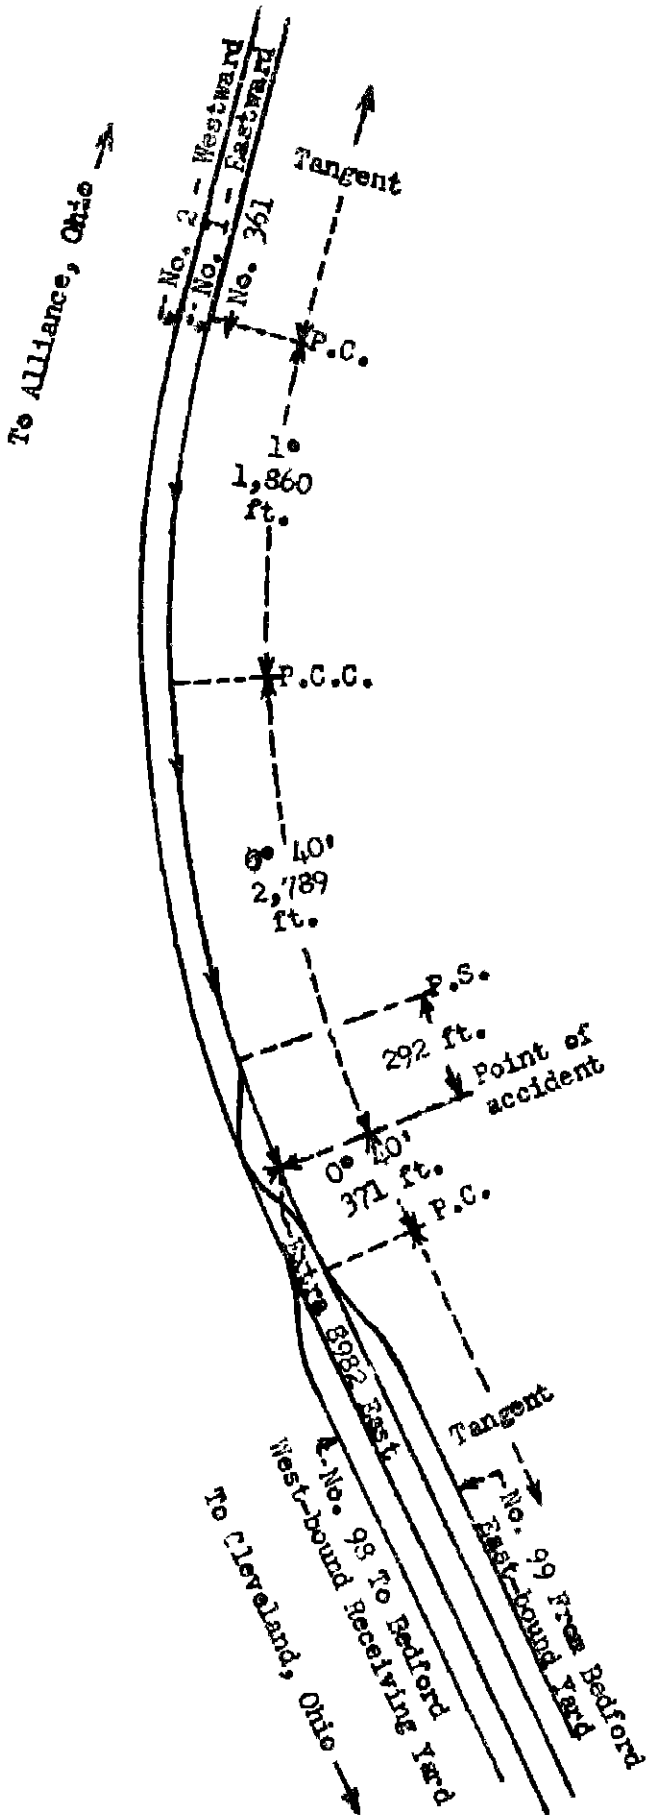 No. 2 - Westward
No. 1 - Eastward
No. 361
To Alliance, Ohio
Tangent
P.C.
1°
1,860
ft.
P.C.C.
0° 40'
2,789
ft.
P.S.
292 ft.
Point of
accident
0° 40'
371 ft.
P.C.
Extra 8982 East
Tangent
No. 98 To Bedford
West-bound Receiving Yard
No. 99 From Bedford
East-bound Yard
To Cleveland, Ohio